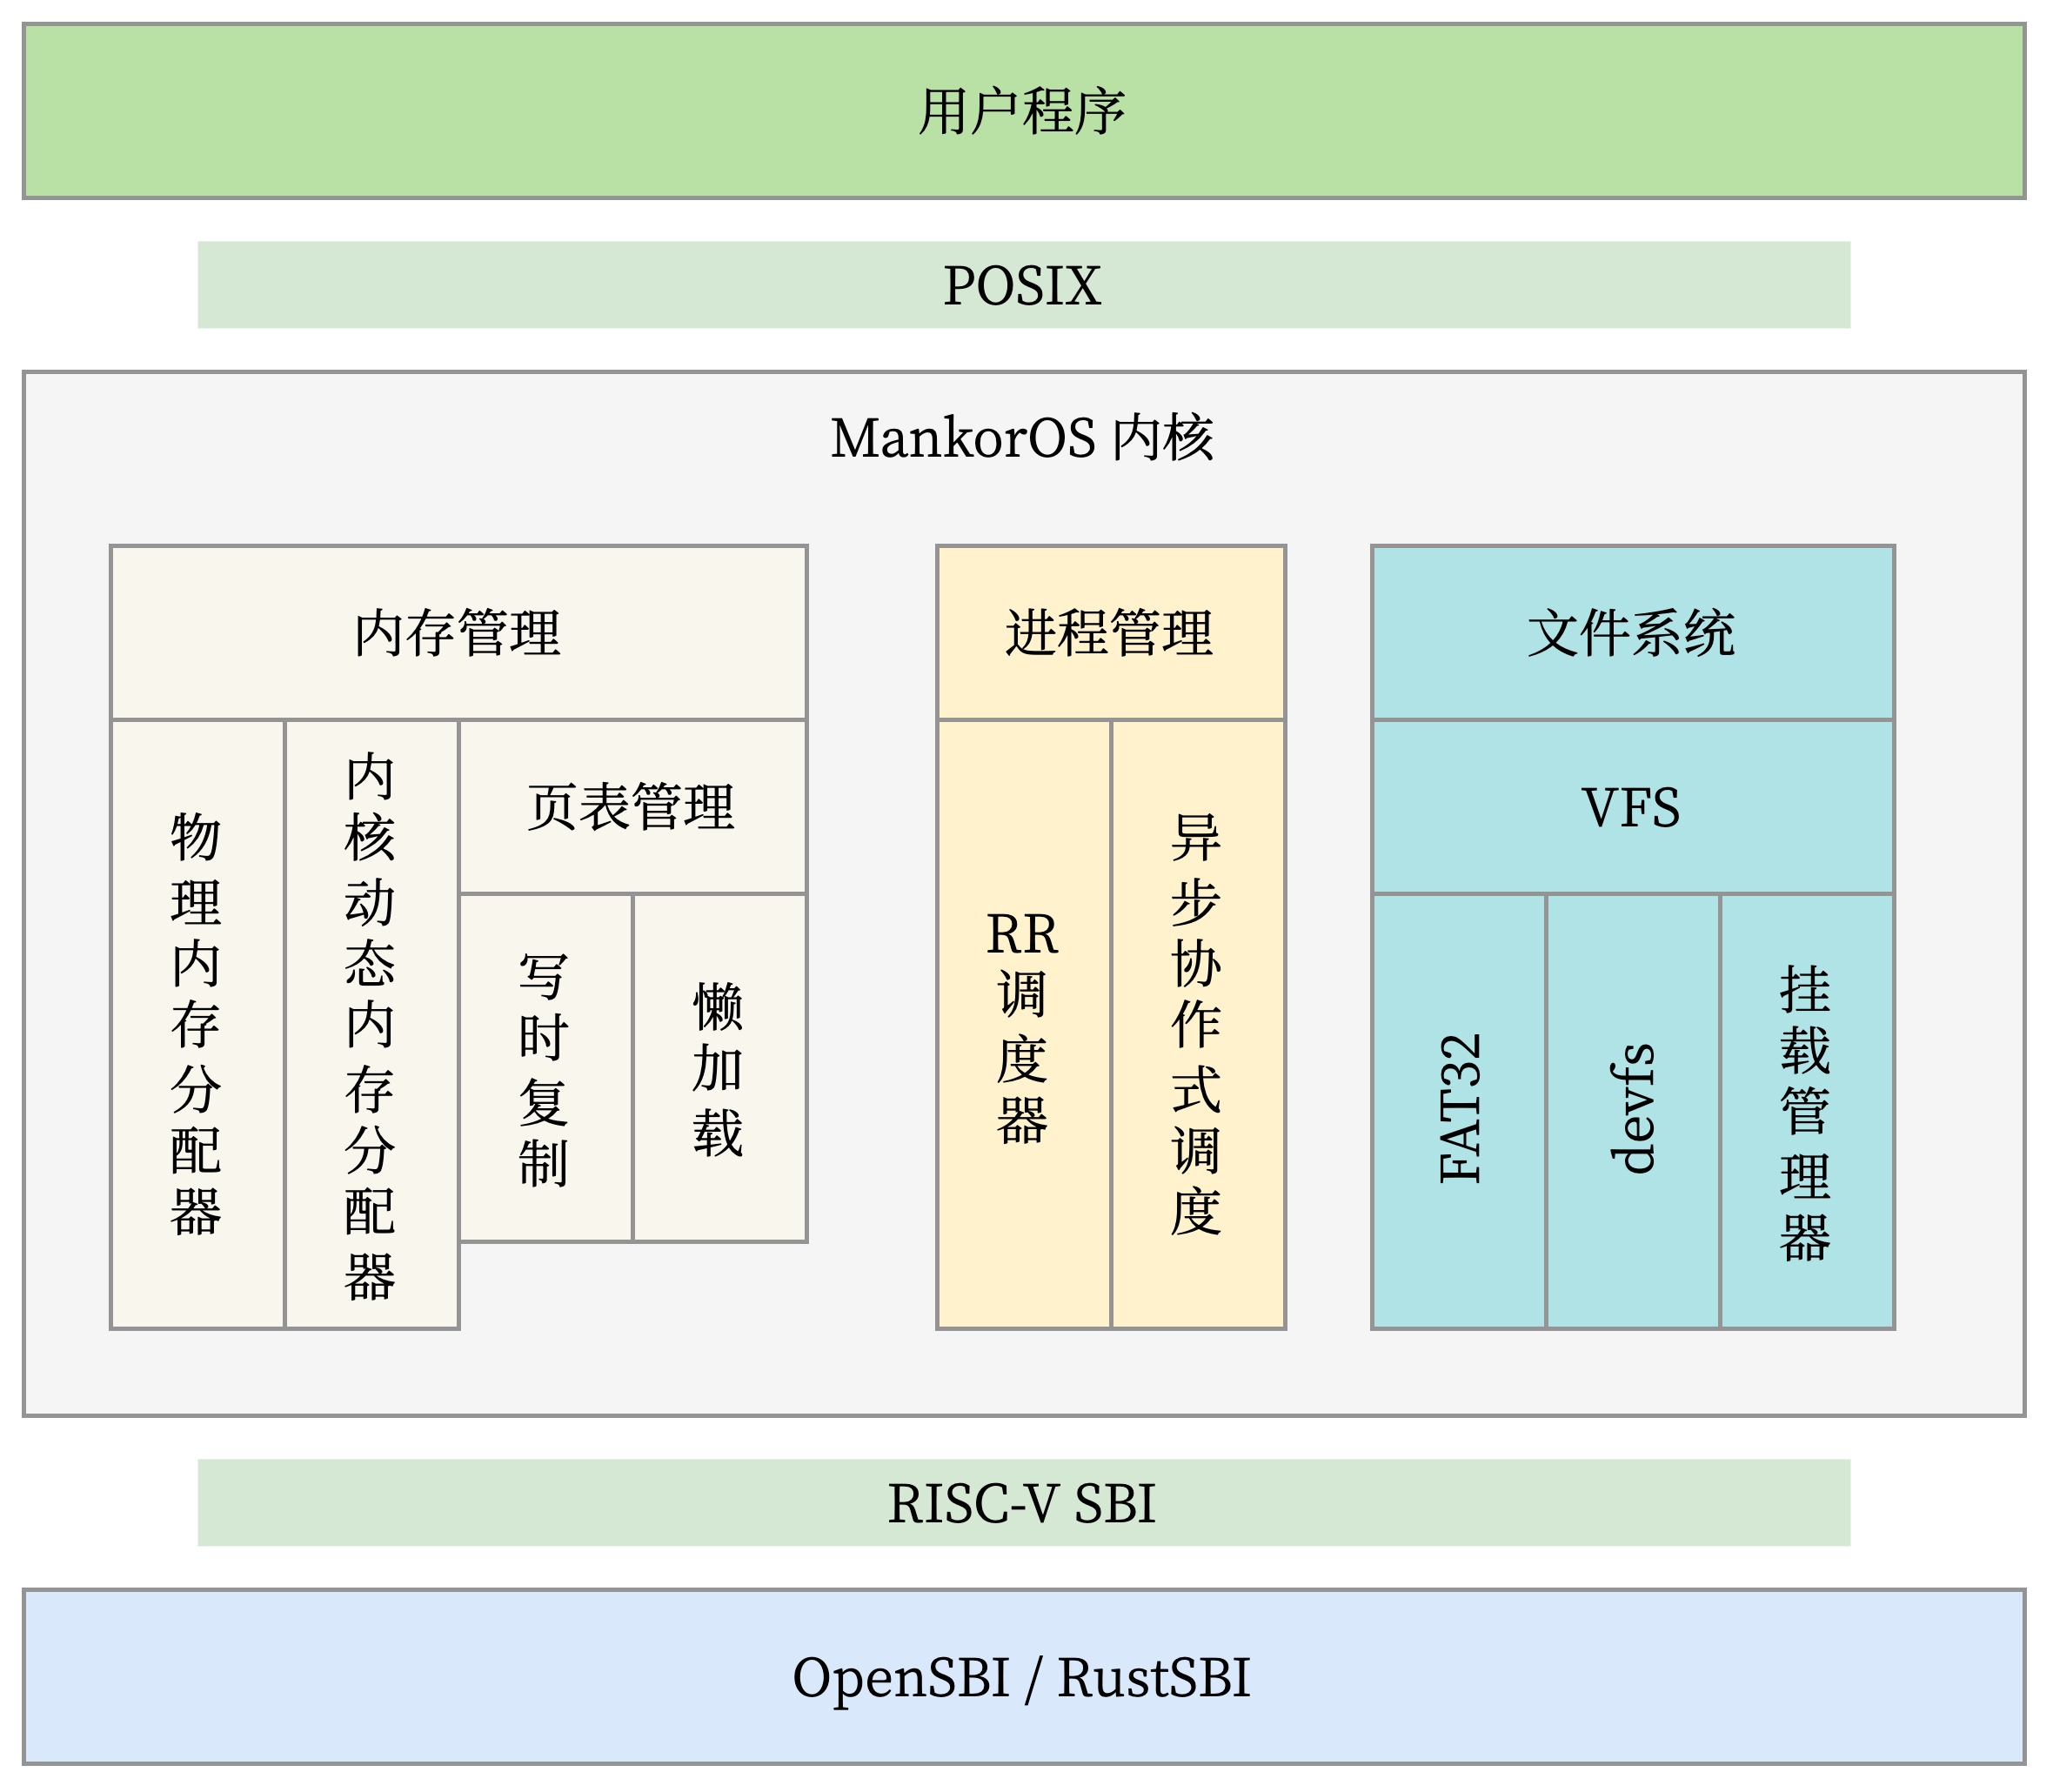 用户程序
POSIX
MankorOS 内核
内存管理
物理内存分配器
内核动态内存分配器
页表管理
写时复制
懒加载
进程管理
RR调度器
异步协作式调度
文件系统
VFS
FAT32
devfs
挂载管理器
RISC-V SBI
OpenSBI / RustSBI